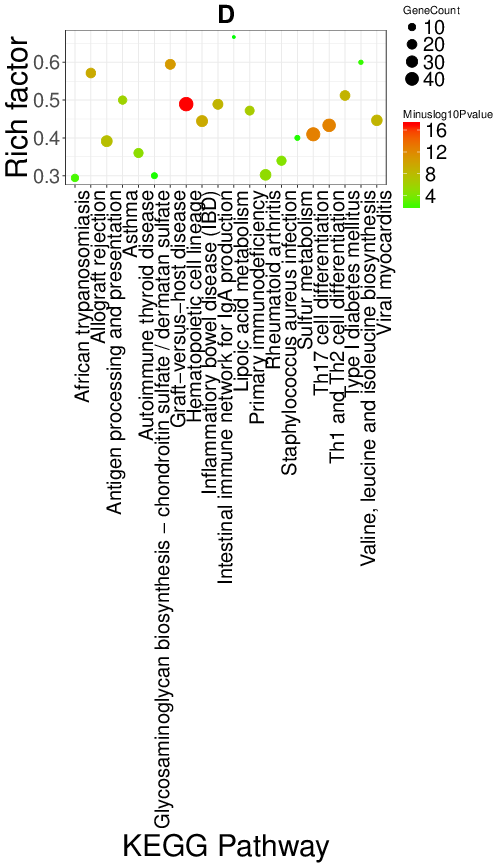 D
Rich factor
0.6
0.5
0.4
0.3
African trypanosomiasis
Allograft rejection
Antigen processing and presentation
Asthma
Autoimmune thyroid disease
Glycosaminoglycan biosynthesis − chondroitin sulfate / dermatan sulfate
Graft−versus−host disease
Hematopoietic cell lineage
Inflammatory bowel disease (IBD)
Intestinal immune network for IgA production
Lipoic acid metabolism
Primary immunodeficiency
Rheumatoid arthritis
Staphylococcus aureus infection
Sulfur metabolism
Th17 cell differentiation
Th1 and Th2 cell differentiation
Type I diabetes mellitus
Valine, leucine and isoleucine biosynthesis
Viral myocarditis
KEGG Pathway
GeneCount
10
20
30
40
Minuslog10Pvalue
16
12
8
4